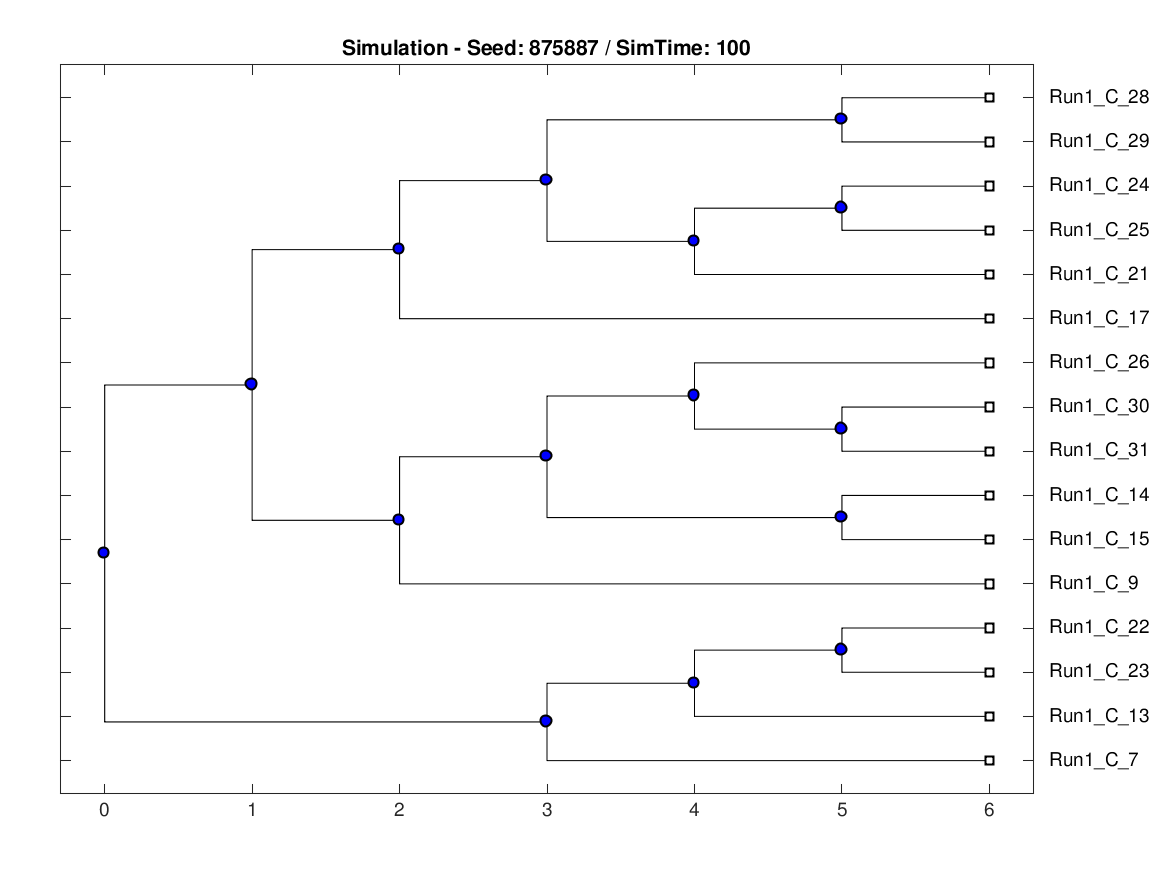 Simulation - Seed: 875887 / SimTime: 100
Run1_C_28
Run1_C_29
Run1_C_24
Run1_C_25
Run1_C_21
Run1_C_17
Run1_C_26
Run1_C_30
Run1_C_31
Run1_C_14
Run1_C_15
Run1_C_9
Run1_C_22
Run1_C_23
Run1_C_13
Run1_C_7
0 1 2 3 4 5 6